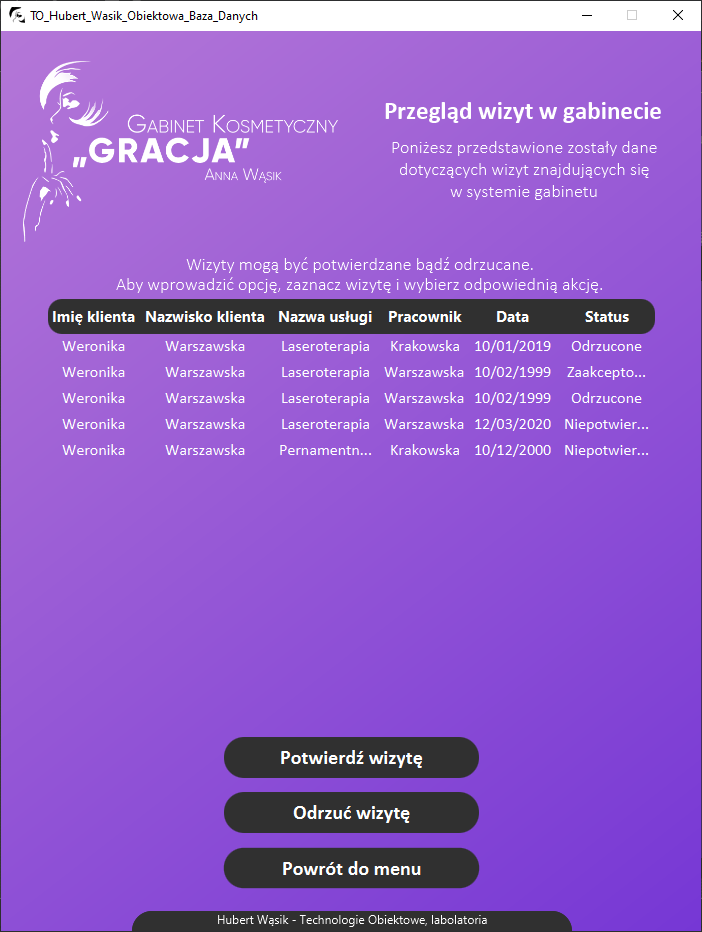 TO_Hubert_Wasik_Obiektowa_Baza_Danych
Gabinet Kosmetyczny
„GRACJA”
Anna Wąsik
Przegląd wizyt w gabinecie
Poniżesz przedstawione zostały dane
dotyczących wizyt znajdujących się
w systemie gabinetu
Wizyty mogą być potwierdzane bądź odrzucane.
Aby wprowadzić opcję, zaznacz wizytę i wybierz odpowiednią akcję.
Imię klienta Nazwisko klienta Nazwa usługi Pracownik Data Status
Weronika Warszawska Laseroterapia Krakowska 10/01/2019 Odrzucone
Weronika Warszawska Laseroterapia Warszawska 10/02/1999 Zaakcepto...
Weronika Warszawska Laseroterapia Warszawska 10/02/1999 Odrzucone
Weronika Warszawska Laseroterapia Warszawska 12/03/2020 Niepotwier...
Weronika Warszawska Pernamentn... Krakowska 10/12/2000 Niepotwier...
Potwierdź wizytę
Odrzuć wizytę
Powrót do menu
Hubert Wąsik - Technologie Obiektowe, labolatoria